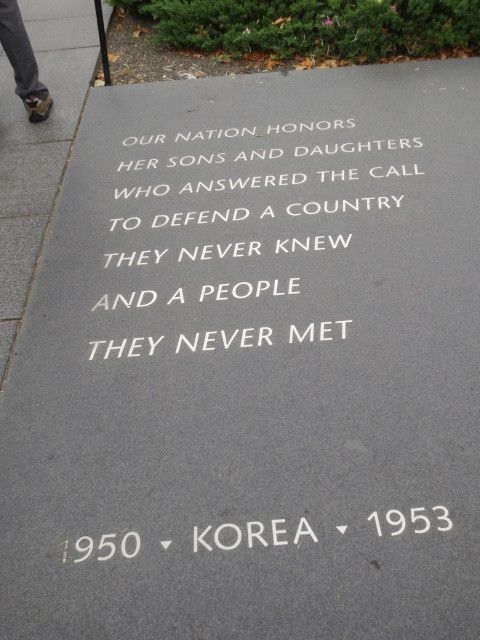 OUR NATION HONORS
HER SONS AND DAUGHTERS
WHO ANSWERED THE CALL
TO DEFEND A COUNTRY
THEY NEVER KNEW
AND A PEOPLE
THEY NEVER MET
1950 ▾ KOREA ▾ 1953